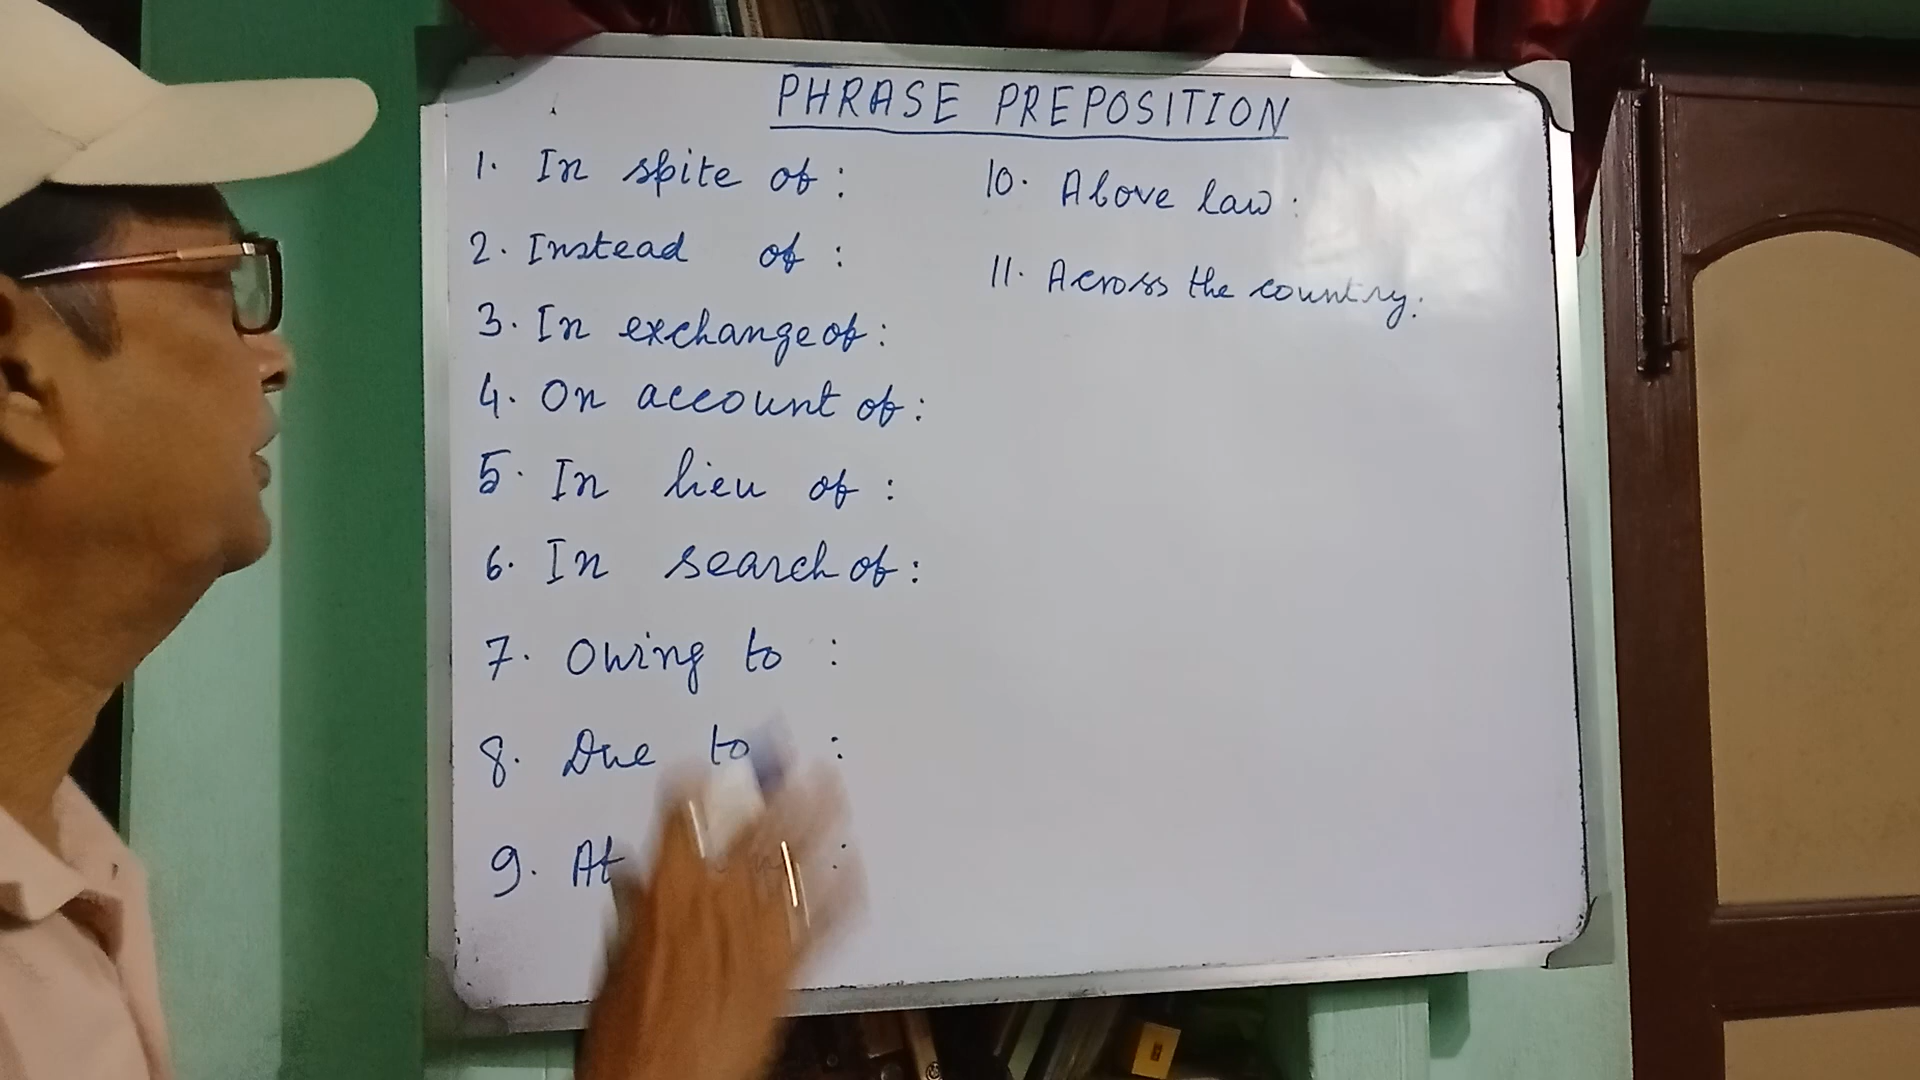 PHRASE PREPOSITION
1. In spite of :
2. Instead of :
3. In exchange of :
4. On account of :
5. In lieu of :
6. In search of :
7. Owing to :
8. Due to :
9. At :
10. Above law :
11. Across the country :